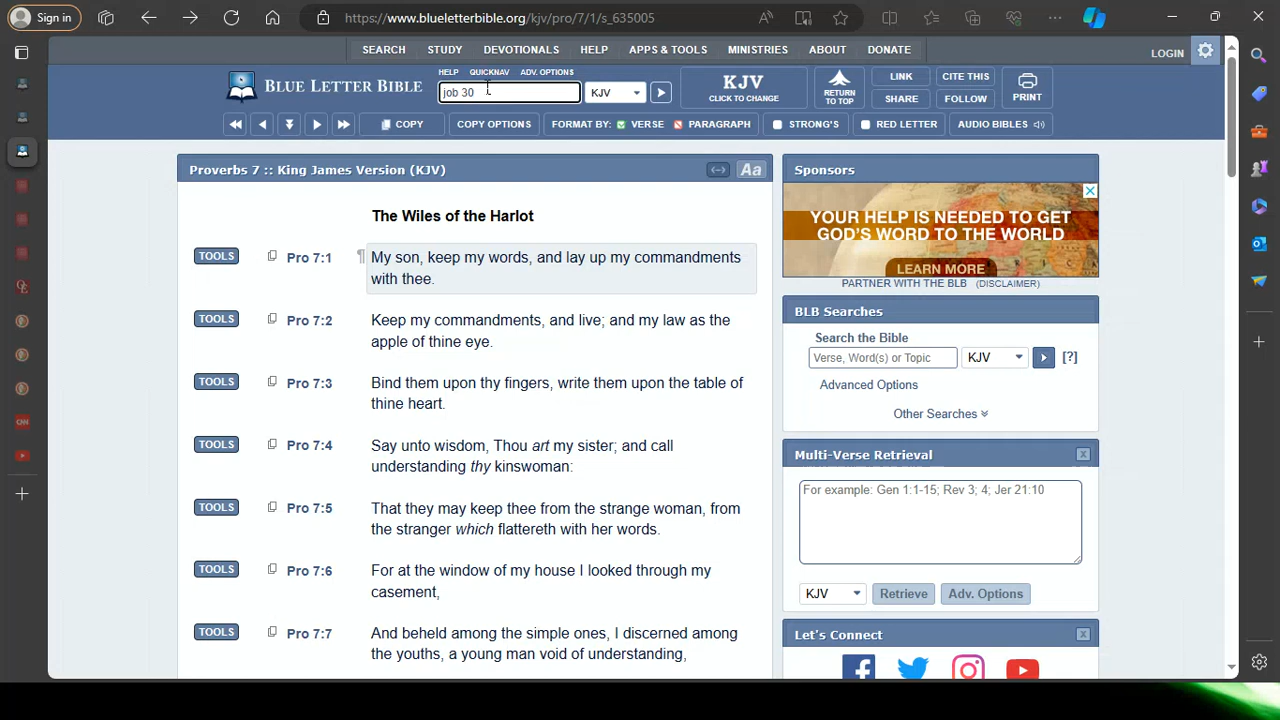 Sign in
https://www.blueletterbible.org/kjv/pro/7/1/s_635005
SEARCH STUDY DEVOTIONALS HELP APPS & TOOLS MINISTRIES ABOUT DONATE
LOGIN
HELP QUICKNAV ADV. OPTIONS
BLUE LETTER BIBLE
job 30
KJV
KJV
CLICK TO CHANGE
RETURN
TO TOP
LINK
CITE THIS
SHARE
FOLLOW
PRINT
COPY
COPY OPTIONS
FORMAT BY: VERSE PARAGRAPH
STRONG'S
RED LETTER
AUDIO BIBLES
Proverbs 7 :: King James Version (KJV)
Aa
The Wiles of the Harlot
TOOLS Pro 7:1 ¶ My son, keep my words, and lay up my commandments
with thee.
TOOLS Pro 7:2 Keep my commandments, and live; and my law as the
apple of thine eye.
TOOLS Pro 7:3 Bind them upon thy fingers, write them upon the table of
thine heart.
TOOLS Pro 7:4 Say unto wisdom, Thou art my sister; and call
understanding thy kinswoman:
TOOLS Pro 7:5 That they may keep thee from the strange woman, from
the stranger which flattereth with her words.
TOOLS Pro 7:6 For at the window of my house I looked through my
casement,
TOOLS Pro 7:7 And beheld among the simple ones, I discerned among
the youths, a young man void of understanding,
Sponsors
YOUR HELP IS NEEDED TO GET
GOD'S WORD TO THE WORLD
LEARN MORE
PARTNER WITH THE BLB (DISCLAIMER)
BLB Searches
Search the Bible
Verse, Word(s) or Topic KJV [?]
Advanced Options
Other Searches
Multi-Verse Retrieval
For example: Gen 1:1-15; Rev 3; 4; Jer 21:10
KJV Retrieve Adv. Options
Let's Connect
CNN